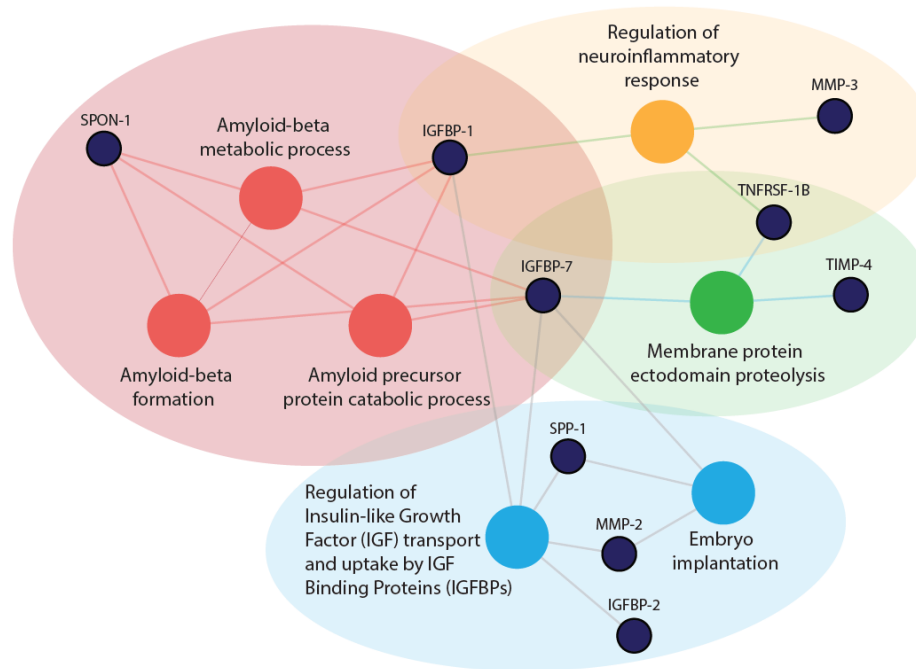 Regulation of
neuroinflammatory
response
MMP-3
SPON-1
Amyloid-beta
metabolic process
IGFBP-1
TNFRSF-1B
IGFBP-7
TIMP-4
Amyloid-beta
formation
Amyloid precursor
protein catabolic process
Membrane protein
ectodomain proteolysis
SPP-1
Regulation of
Insulin-like Growth
Factor (IGF) transport
and uptake by IGF
Binding Proteins (IGFBPs)
MMP-2
Embryo
implantation
IGFBP-2